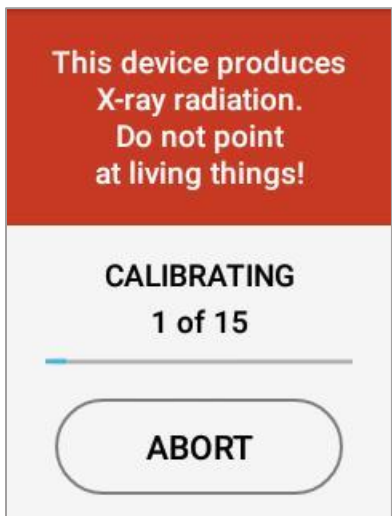 This device produces
X-ray radiation.
Do not point
at living things!
CALIBRATING
1 of 15
ABORT